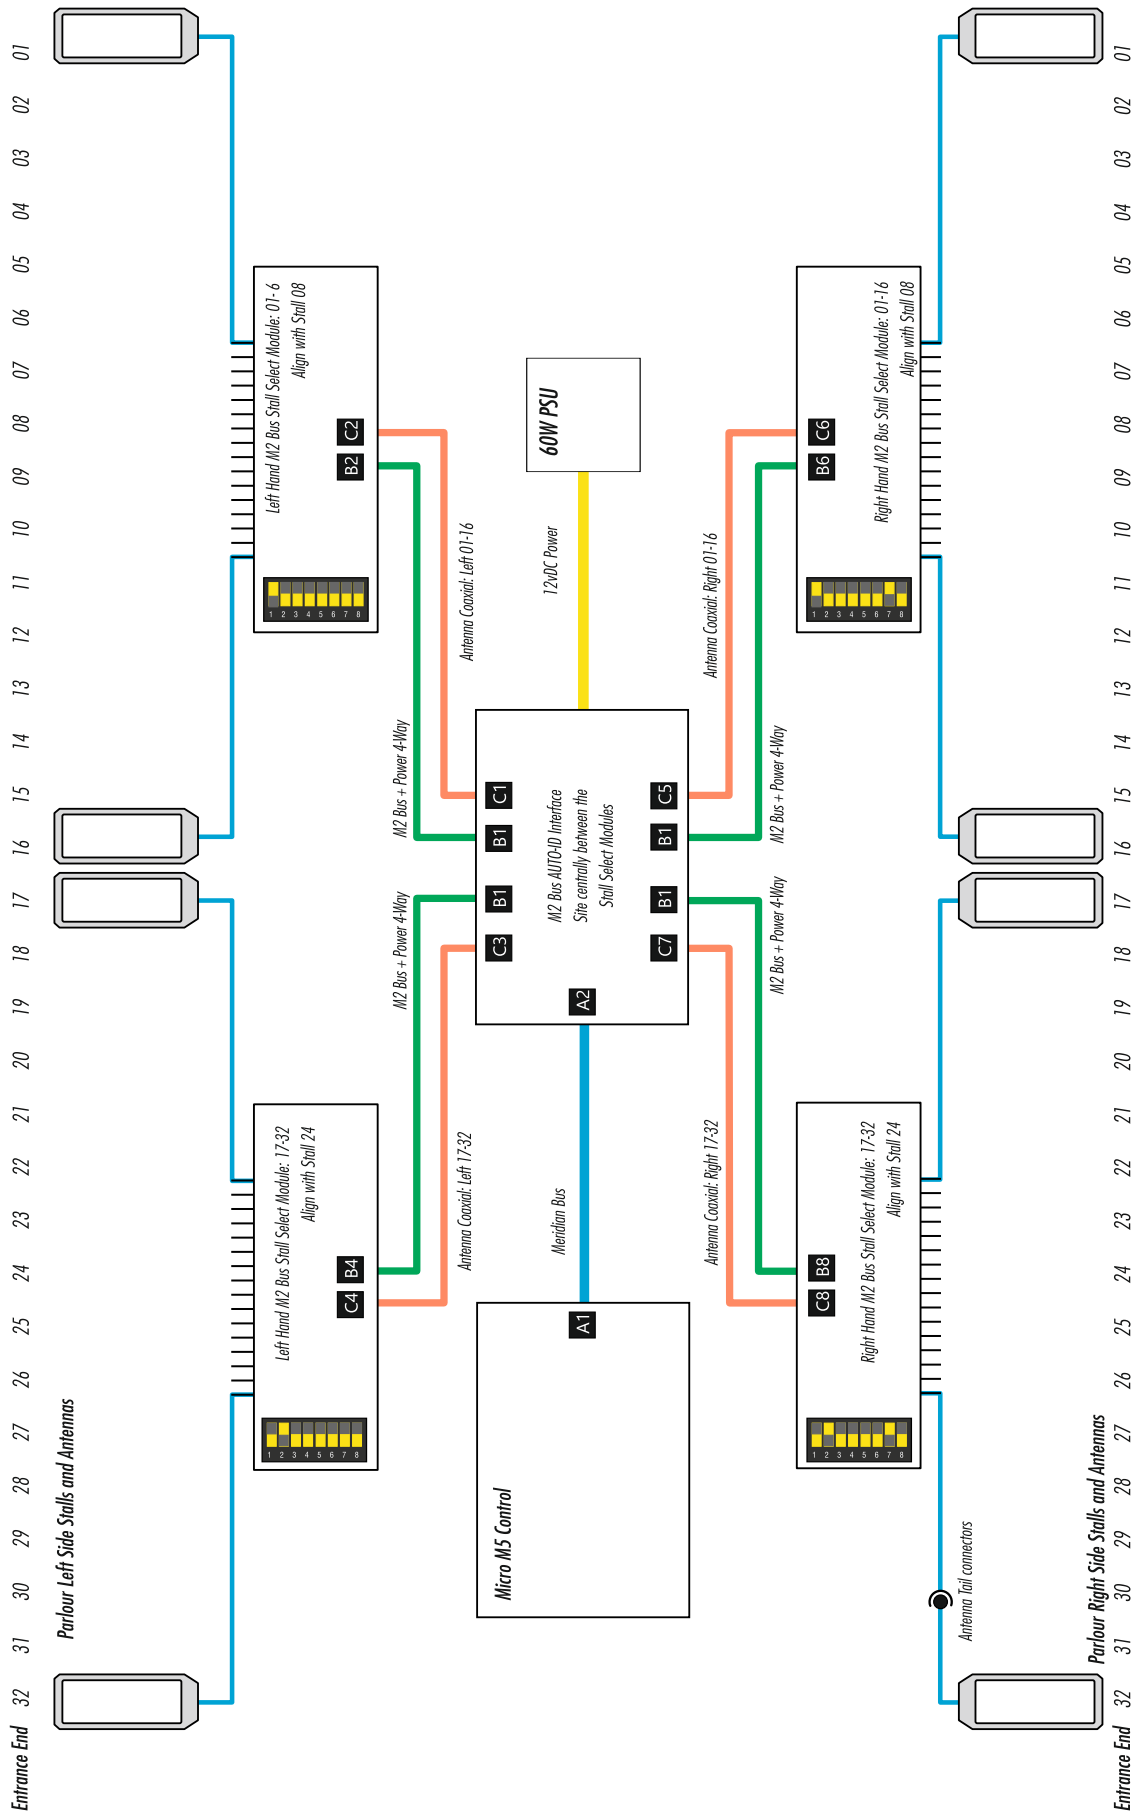 Entrance End
32
31
30
29
28
27
26
25
24
23
22
21
20
19
18
17
16
15
14
13
12
11
10
09
08
07
06
05
04
03
02
01
Parlour Left Side Stalls and Antennas
Left Hand M2 Bus Stall Select Module: 17-32
Align with Stall 24
C4
B4
1
2
3
4
5
6
7
8
Left Hand M2 Bus Stall Select Module: 01- 6
Align with Stall 08
B2
C2
1
2
3
4
5
6
7
8
M2 Bus + Power 4-Way
M2 Bus + Power 4-Way
Antenna Coaxial: Left 17-32
Antenna Coaxial: Left 01-16
Micro M5 Control
A1
Meridian Bus
A2
C3
B1
B1
C1
M2 Bus AUTO-ID Interface
Site centrally between the
Stall Select Modules
C7
B1
B1
C5
12vDC Power
60W PSU
Antenna Coaxial: Right 17-32
Antenna Coaxial: Right 01-16
M2 Bus + Power 4-Way
M2 Bus + Power 4-Way
C8
B8
Right Hand M2 Bus Stall Select Module: 17-32
Align with Stall 24
1
2
3
4
5
6
7
8
B6
C6
Right Hand M2 Bus Stall Select Module: 01-16
Align with Stall 08
1
2
3
4
5
6
7
8
Antenna Tail connectors
Parlour Right Side Stalls and Antennas
Entrance End
32
31
30
29
28
27
26
25
24
23
22
21
20
19
18
17
16
15
14
13
12
11
10
09
08
07
06
05
04
03
02
01